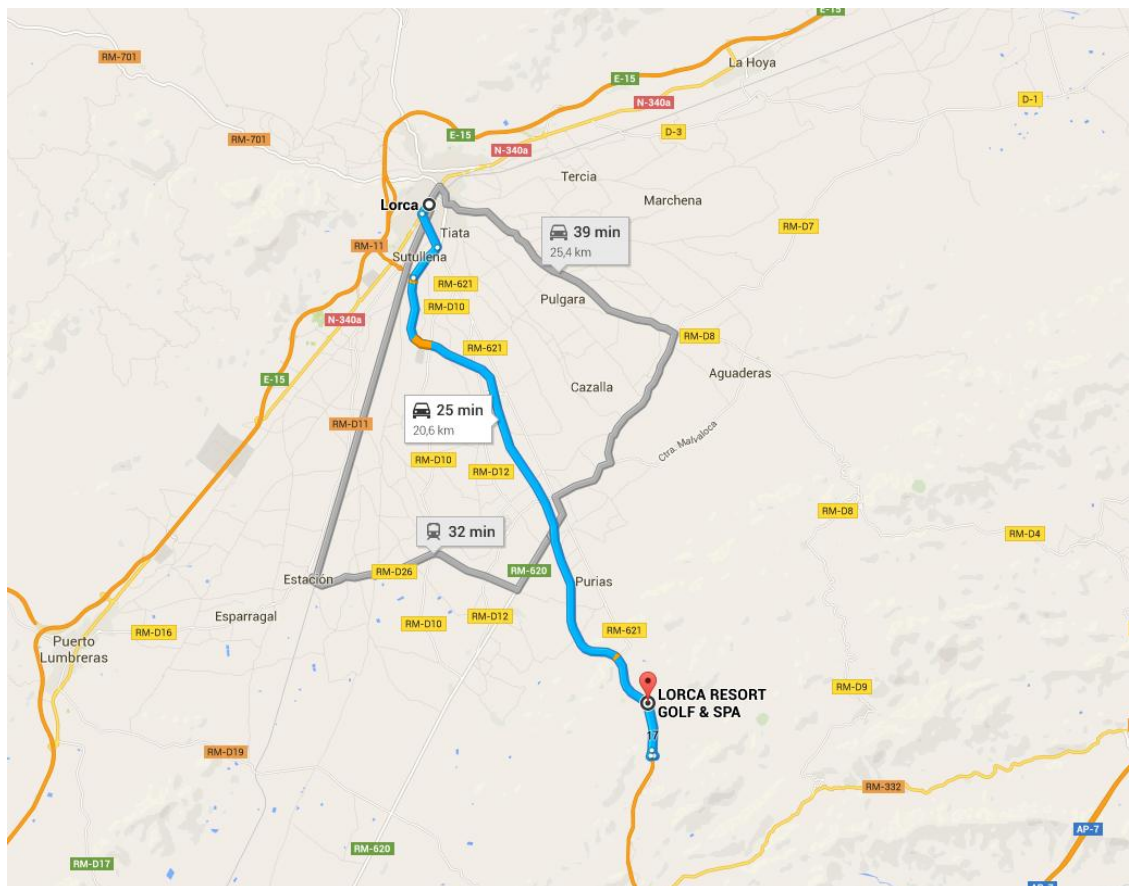 E-15
RM-701
La Hoya
E-15
D-1
N-340a
D-3
RM-701
E-15
N-340a
Tercia
Marchena
Lorca
RM-D7
Tiata
39 min
25,4 km
RM-11
Sutullena
RM-621
Pulgara
RM-D10
N-340a
RM-D8
RM-621
Aguaderas
E-15
Cazalla
25 min
20,6 km
RM-D11
Ctra. Malvaloca
RM-D10
RM-D12
RM-D8
32 min
RM-D4
RM-D26
RM-620
Estación
Purias
Esparragal
RM-D12
RM-D10
RM-D16
RM-621
Puerto
Lumbreras
RM-D9
LORCA RESORT
GOLF & SPA
17
RM-D19
RM-332
AP-7
RM-620
RM-D17
AP-7